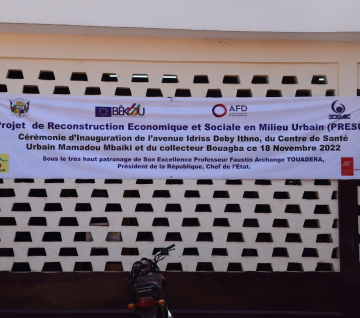 BÊKOU
AFD
Projet de Reconstruction Economique et Sociale en Milieu Urbain (PRESU
Cérémonie d'Inauguration de l'avenue Idriss Deby Ithno, du Centre de Santé
Urbain Mamadou Mbaïki et du collecteur Bouagba ce 18 Novembre 2022
Sous le très haut patronage de Son Excellence Professeur Faustin Archange TOUADERA,
Président de la République, Chef de l'Etat.